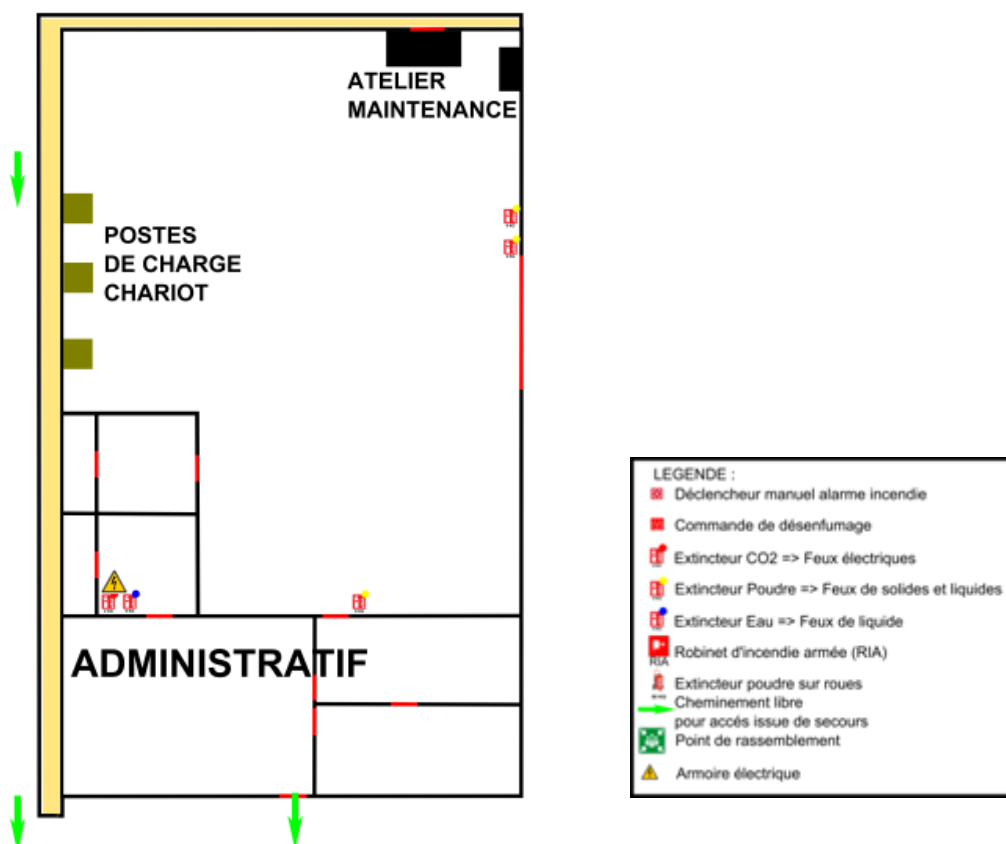 ATELIER
MAINTENANCE
POSTES
DE CHARGE
CHARIOT
ADMINISTRATIF
LEGENDE :
Déclencheur manuel alarme incendie
Commande de désenfumage
Extincteur CO2 => Feux électriques
Extincteur Poudre => Feux de solides et liquides
Extincteur Eau => Feux de liquide
RIA
Robinet d'incendie armée (RIA)
Extincteur poudre sur roues
Cheminement libre
pour accés issue de secours
Point de rassemblement
Armoire électrique